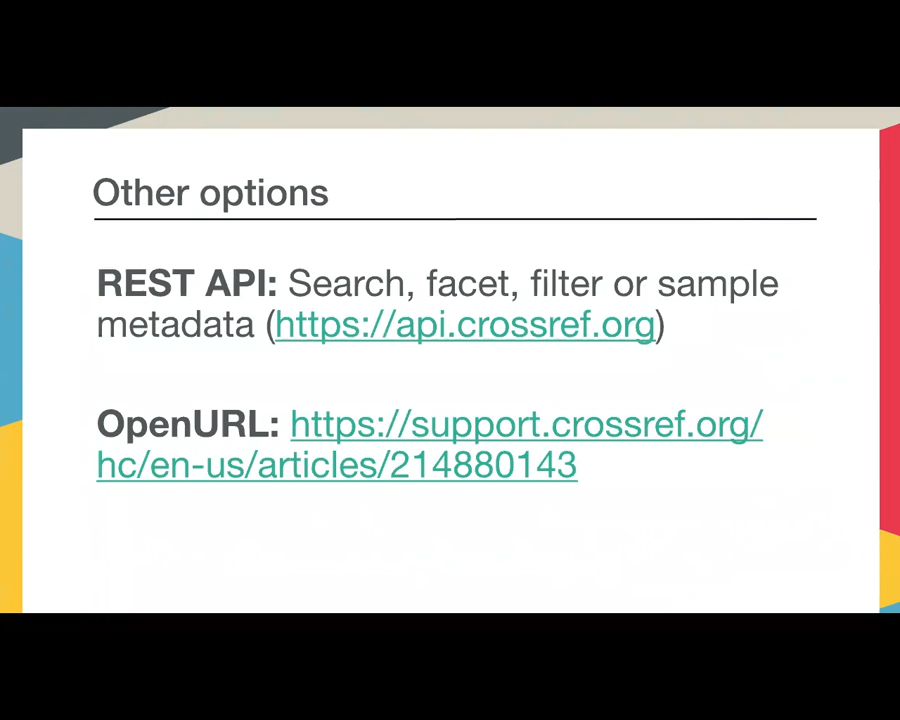 Other options
REST API: Search, facet, filter or sample
metadata (https://api.crossref.org)
OpenURL: https://support.crossref.org/
hc/en-us/articles/214880143